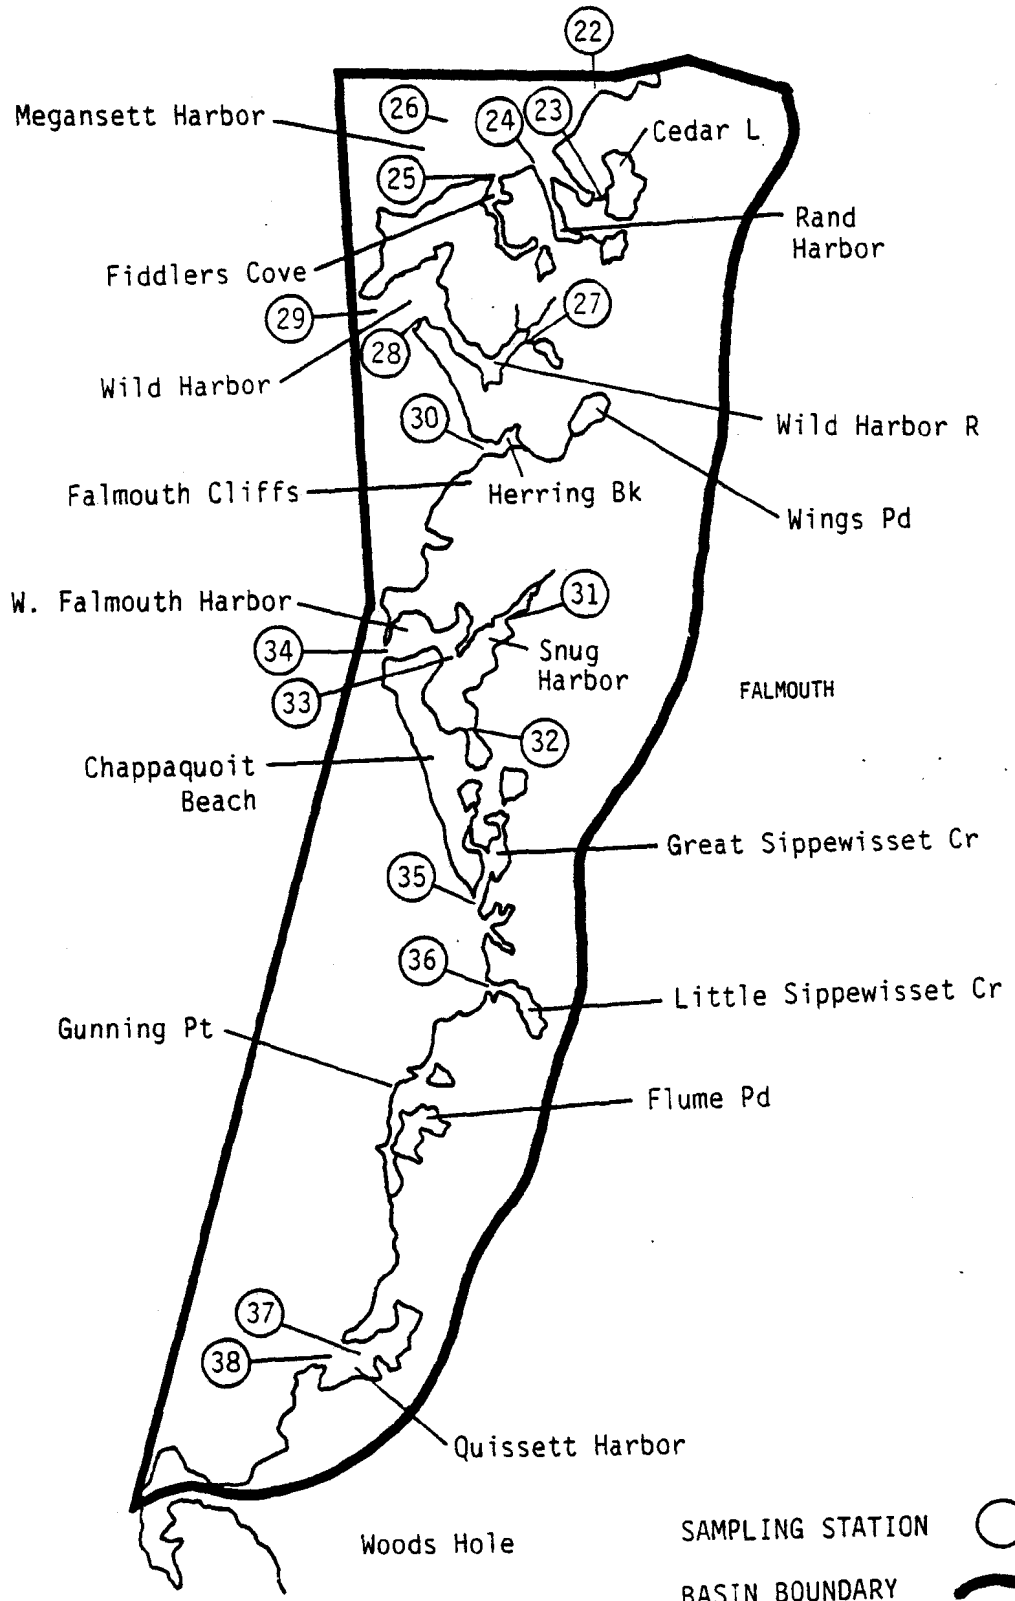 22
26
24
23
Megansett Harbor
Cedar L
25
Rand
Harbor
Fiddlers Cove
29
27
28
Wild Harbor
30
Wild Harbor R
Falmouth Cliffs
Herring Bk
Wings Pd
W. Falmouth Harbor
31
34
Snug
Harbor
33
FALMOUTH
32
Chappaquoit
Beach
Great Sippewisset Cr
35
36
Little Sippewisset Cr
Gunning Pt
Flume Pd
37
38
Quissett Harbor
SAMPLING STATION
Woods Hole
BASIN BOUNDARY